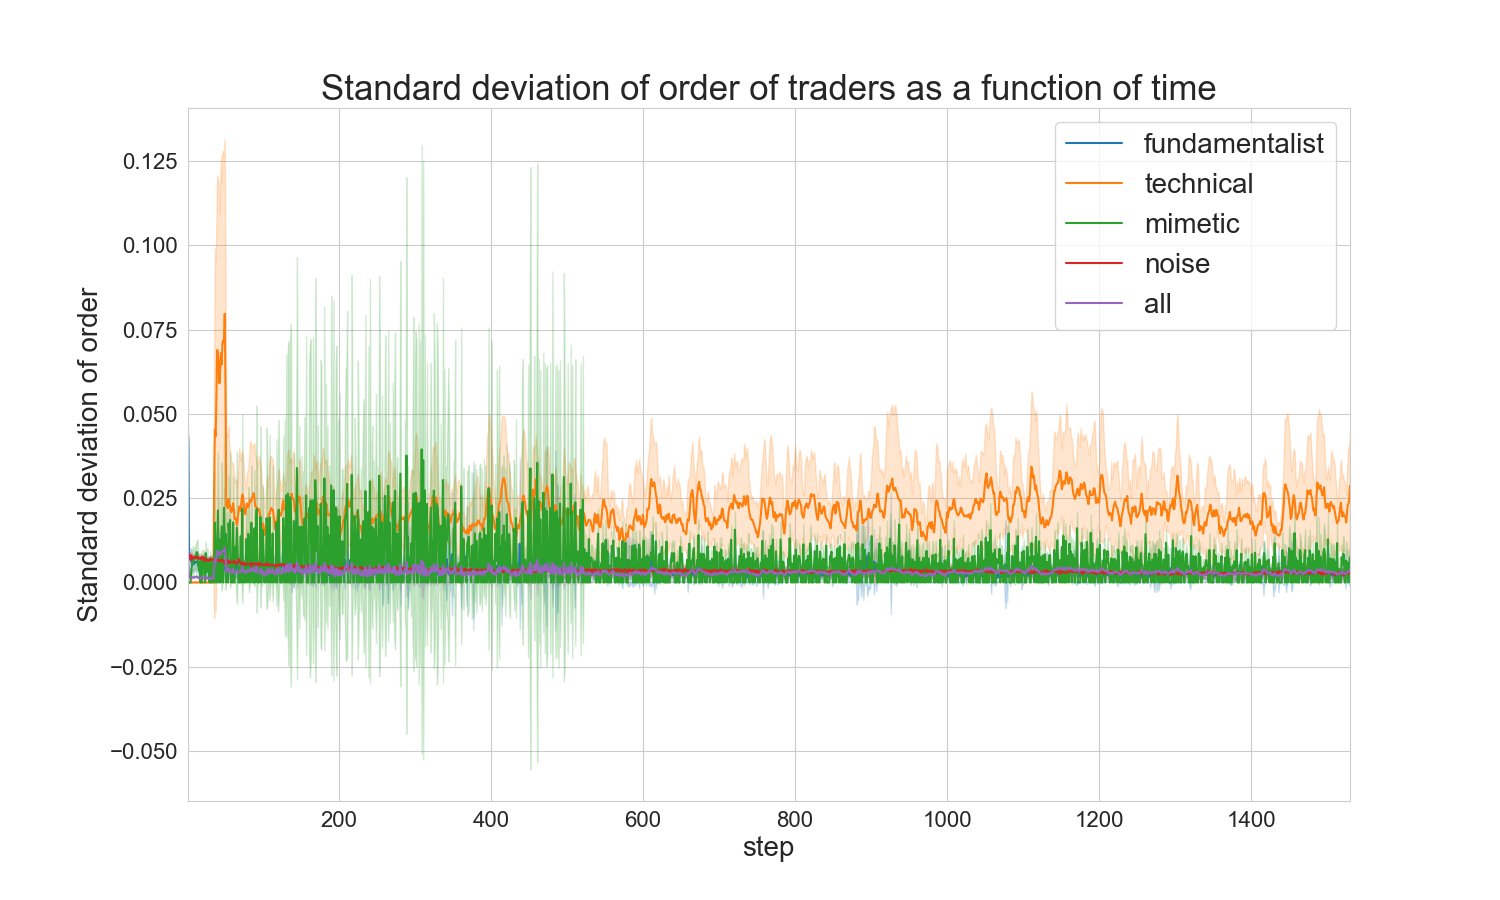 Standard deviation of order of traders as a function of time
fundamentalist
technical
mimetic
noise
all
Standard deviation of order
0.125
0.100
0.075
0.050
0.025
0.000
−0.025
−0.050
200 400 600 800 1000 1200 1400
step